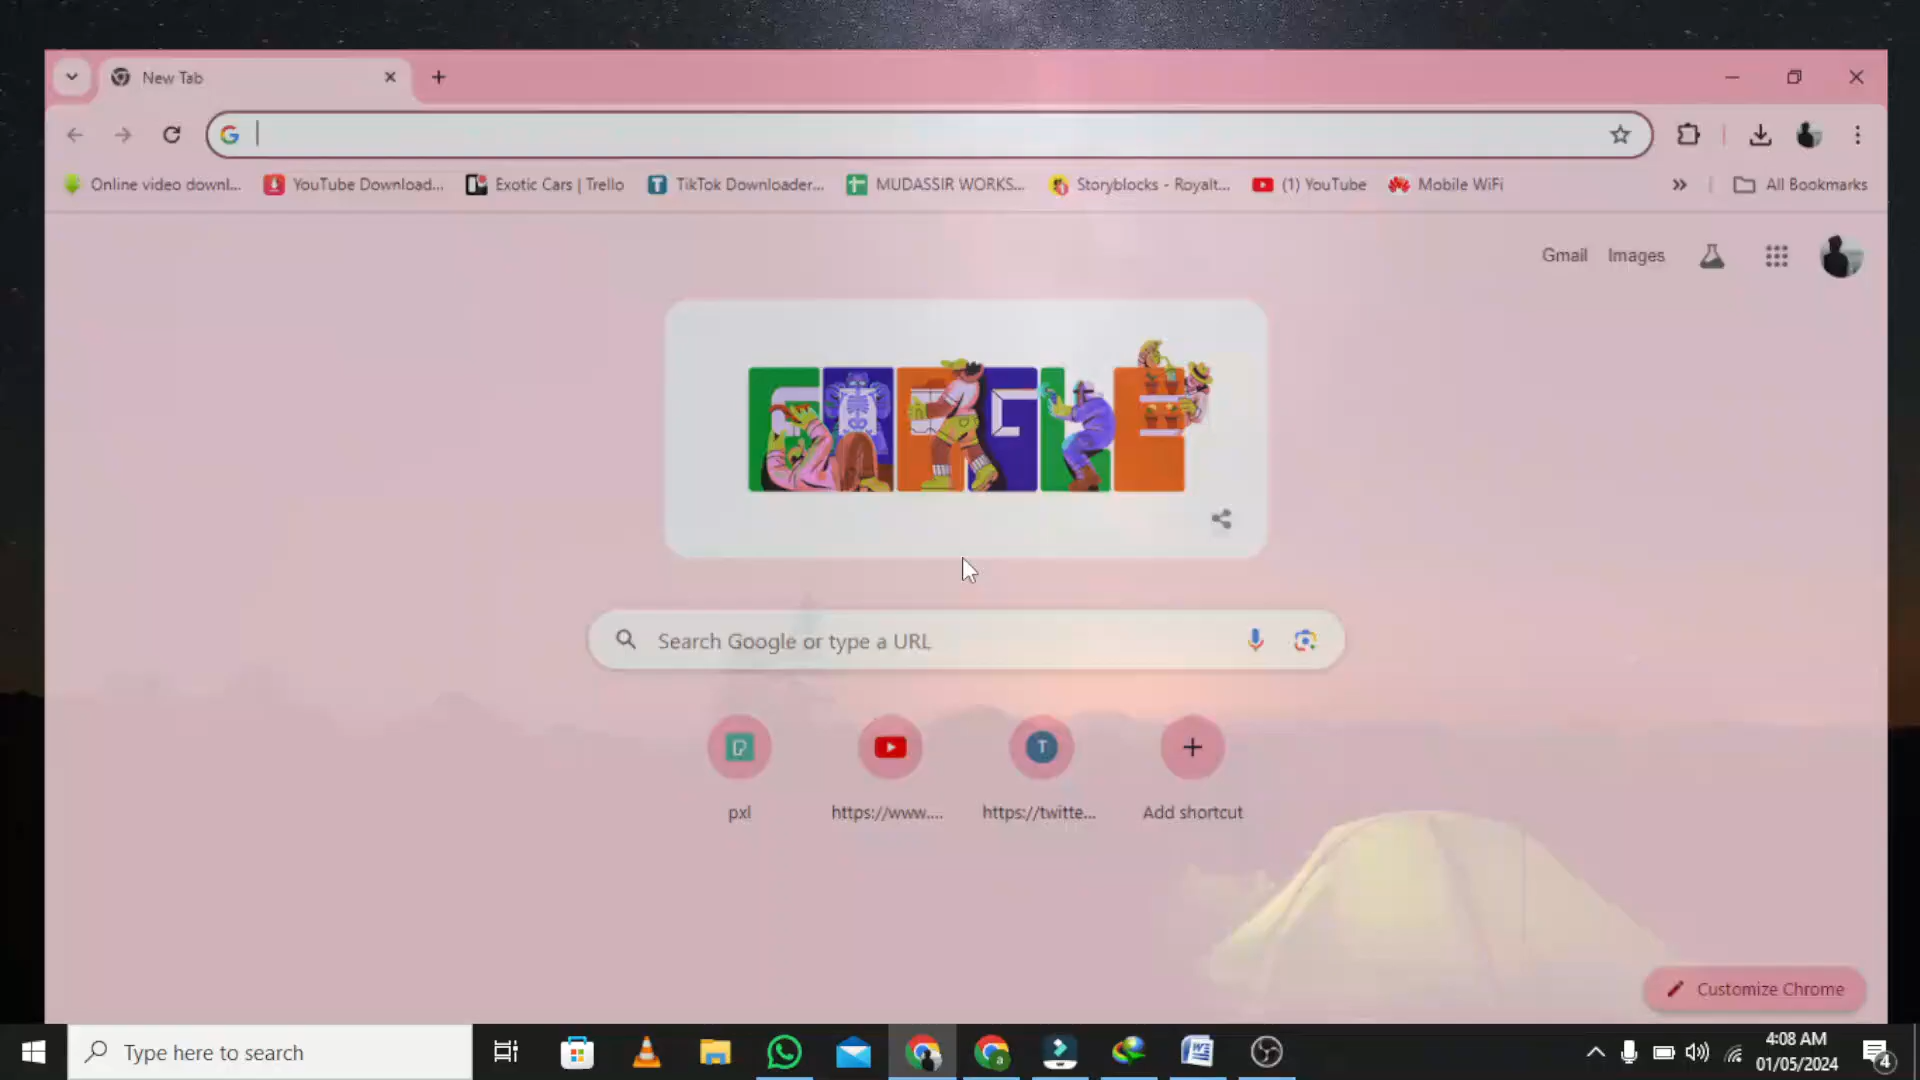 New Tab
Online video downl...
YouTube Download...
Exotic Cars | Trello
TikTok Downloader...
MUDASSIR WORKS...
Storyblocks - Royalt...
(1) YouTube
Mobile WiFi
All Bookmarks
Gmail
Images
Search Google or type a URL
T
pxl
https://www....
https://twitte...
Add shortcut
Customize Chrome
Type here to search
4:08 AM
01/05/2024
4